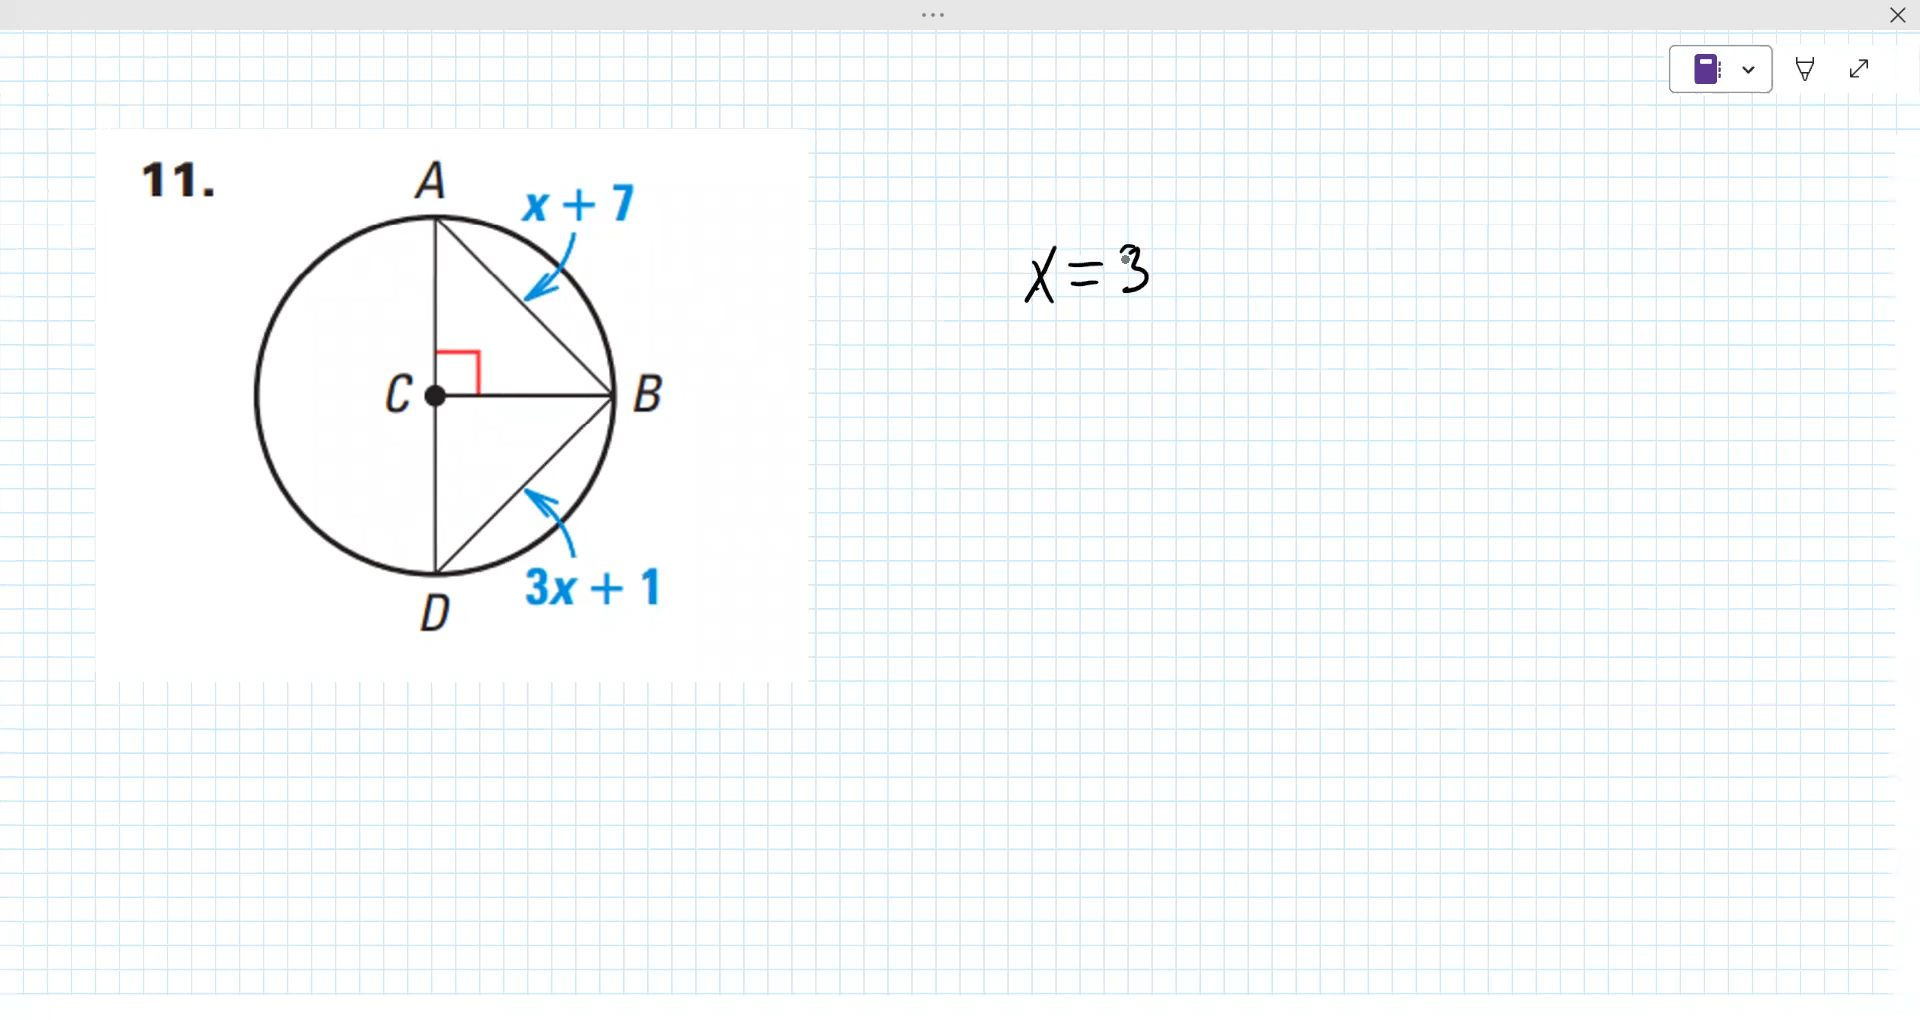 11.
A
x + 7
x = 3
C
B
3x + 1
D